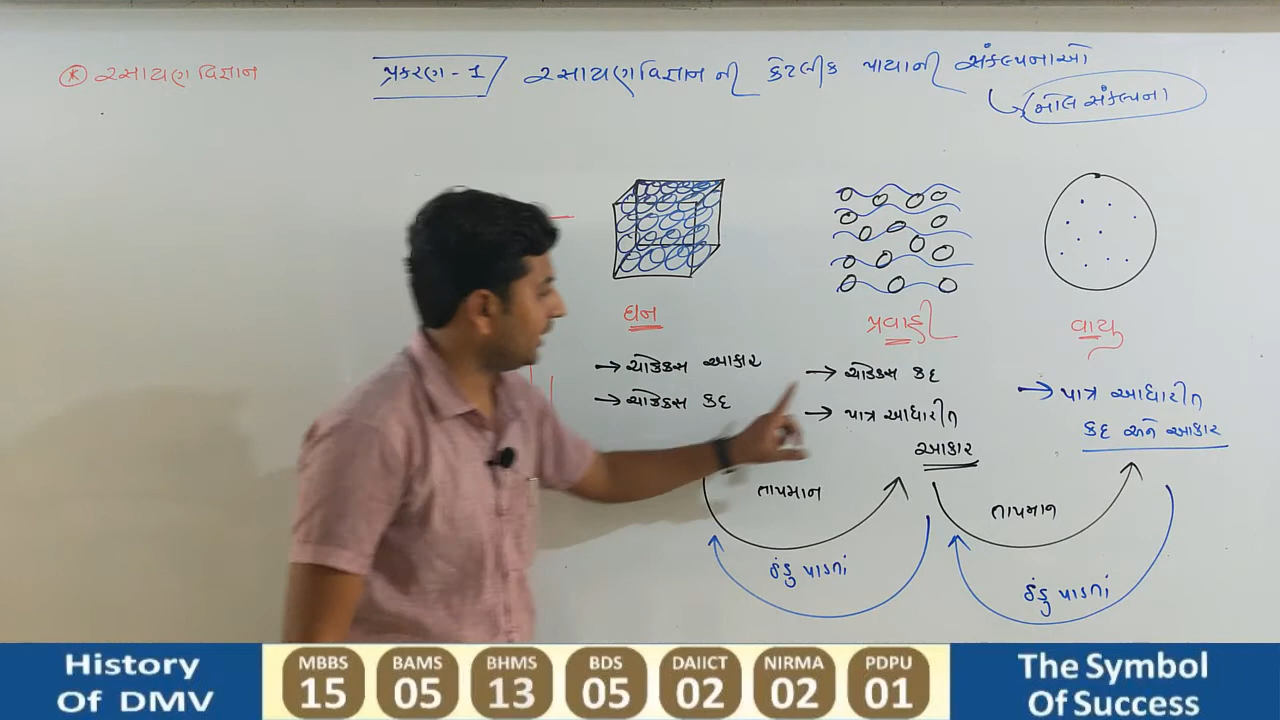 * રસાયણ વિજ્ઞાન
પ્રકરણ - 1 રસાયણવિજ્ઞાન ની કેટલીક પાયાની સંકલ્પનાઓ
મોલ સંકલ્પના
ઘન પ્રવાહી વાયુ
→ ચોક્કસ આકાર → ચોક્કસ કદ → પાત્ર આધારીત
→ ચોક્કસ કદ → પાત્ર આધારીત કદ અને આકાર
આકાર
તાપમાન તાપમાન
ઠંડુ પાડતાં ઠંડુ પાડતાં
History Of DMV
MBBS 15
BAMS 05
BHMS 13
BDS 05
DAIICT 02
NIRMA 02
PDPU 01
The Symbol Of Success